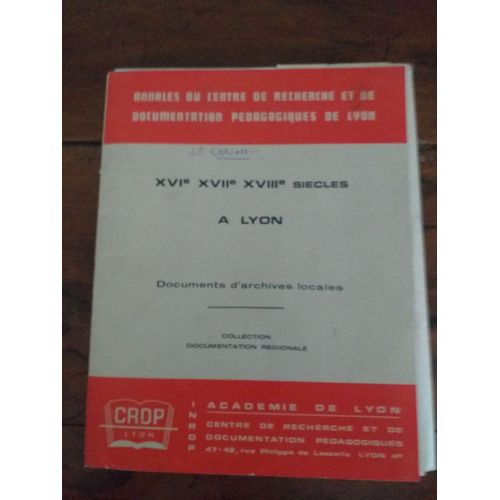 ANNALES DU CENTRE DE RECHERCHE ET DE
DOCUMENTATION PEDAGOGIQUES DE LYON
XVIe XVIIe XVIIIe SIECLES
A LYON
Documents d'archives locales
COLLECTION
DOCUMENTATION REGIONALE
CRDP
LYON
INRDP
ACADEMIE DE LYON
CENTRE DE RECHERCHE ET DE
DOCUMENTATION PEDAGOGIQUES
47-49, rue Philippe de Lassalle LYON 4e